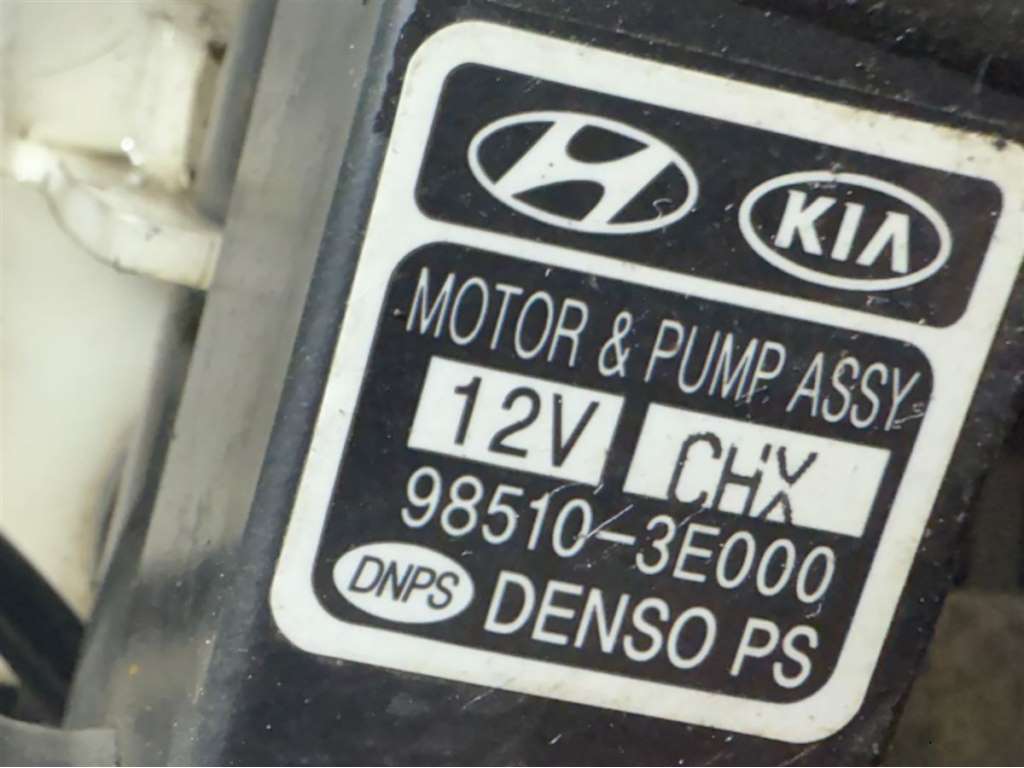 KIA
MOTOR & PUMP ASSY
12V CHX
98510-3E000
DNPS DENSO PS